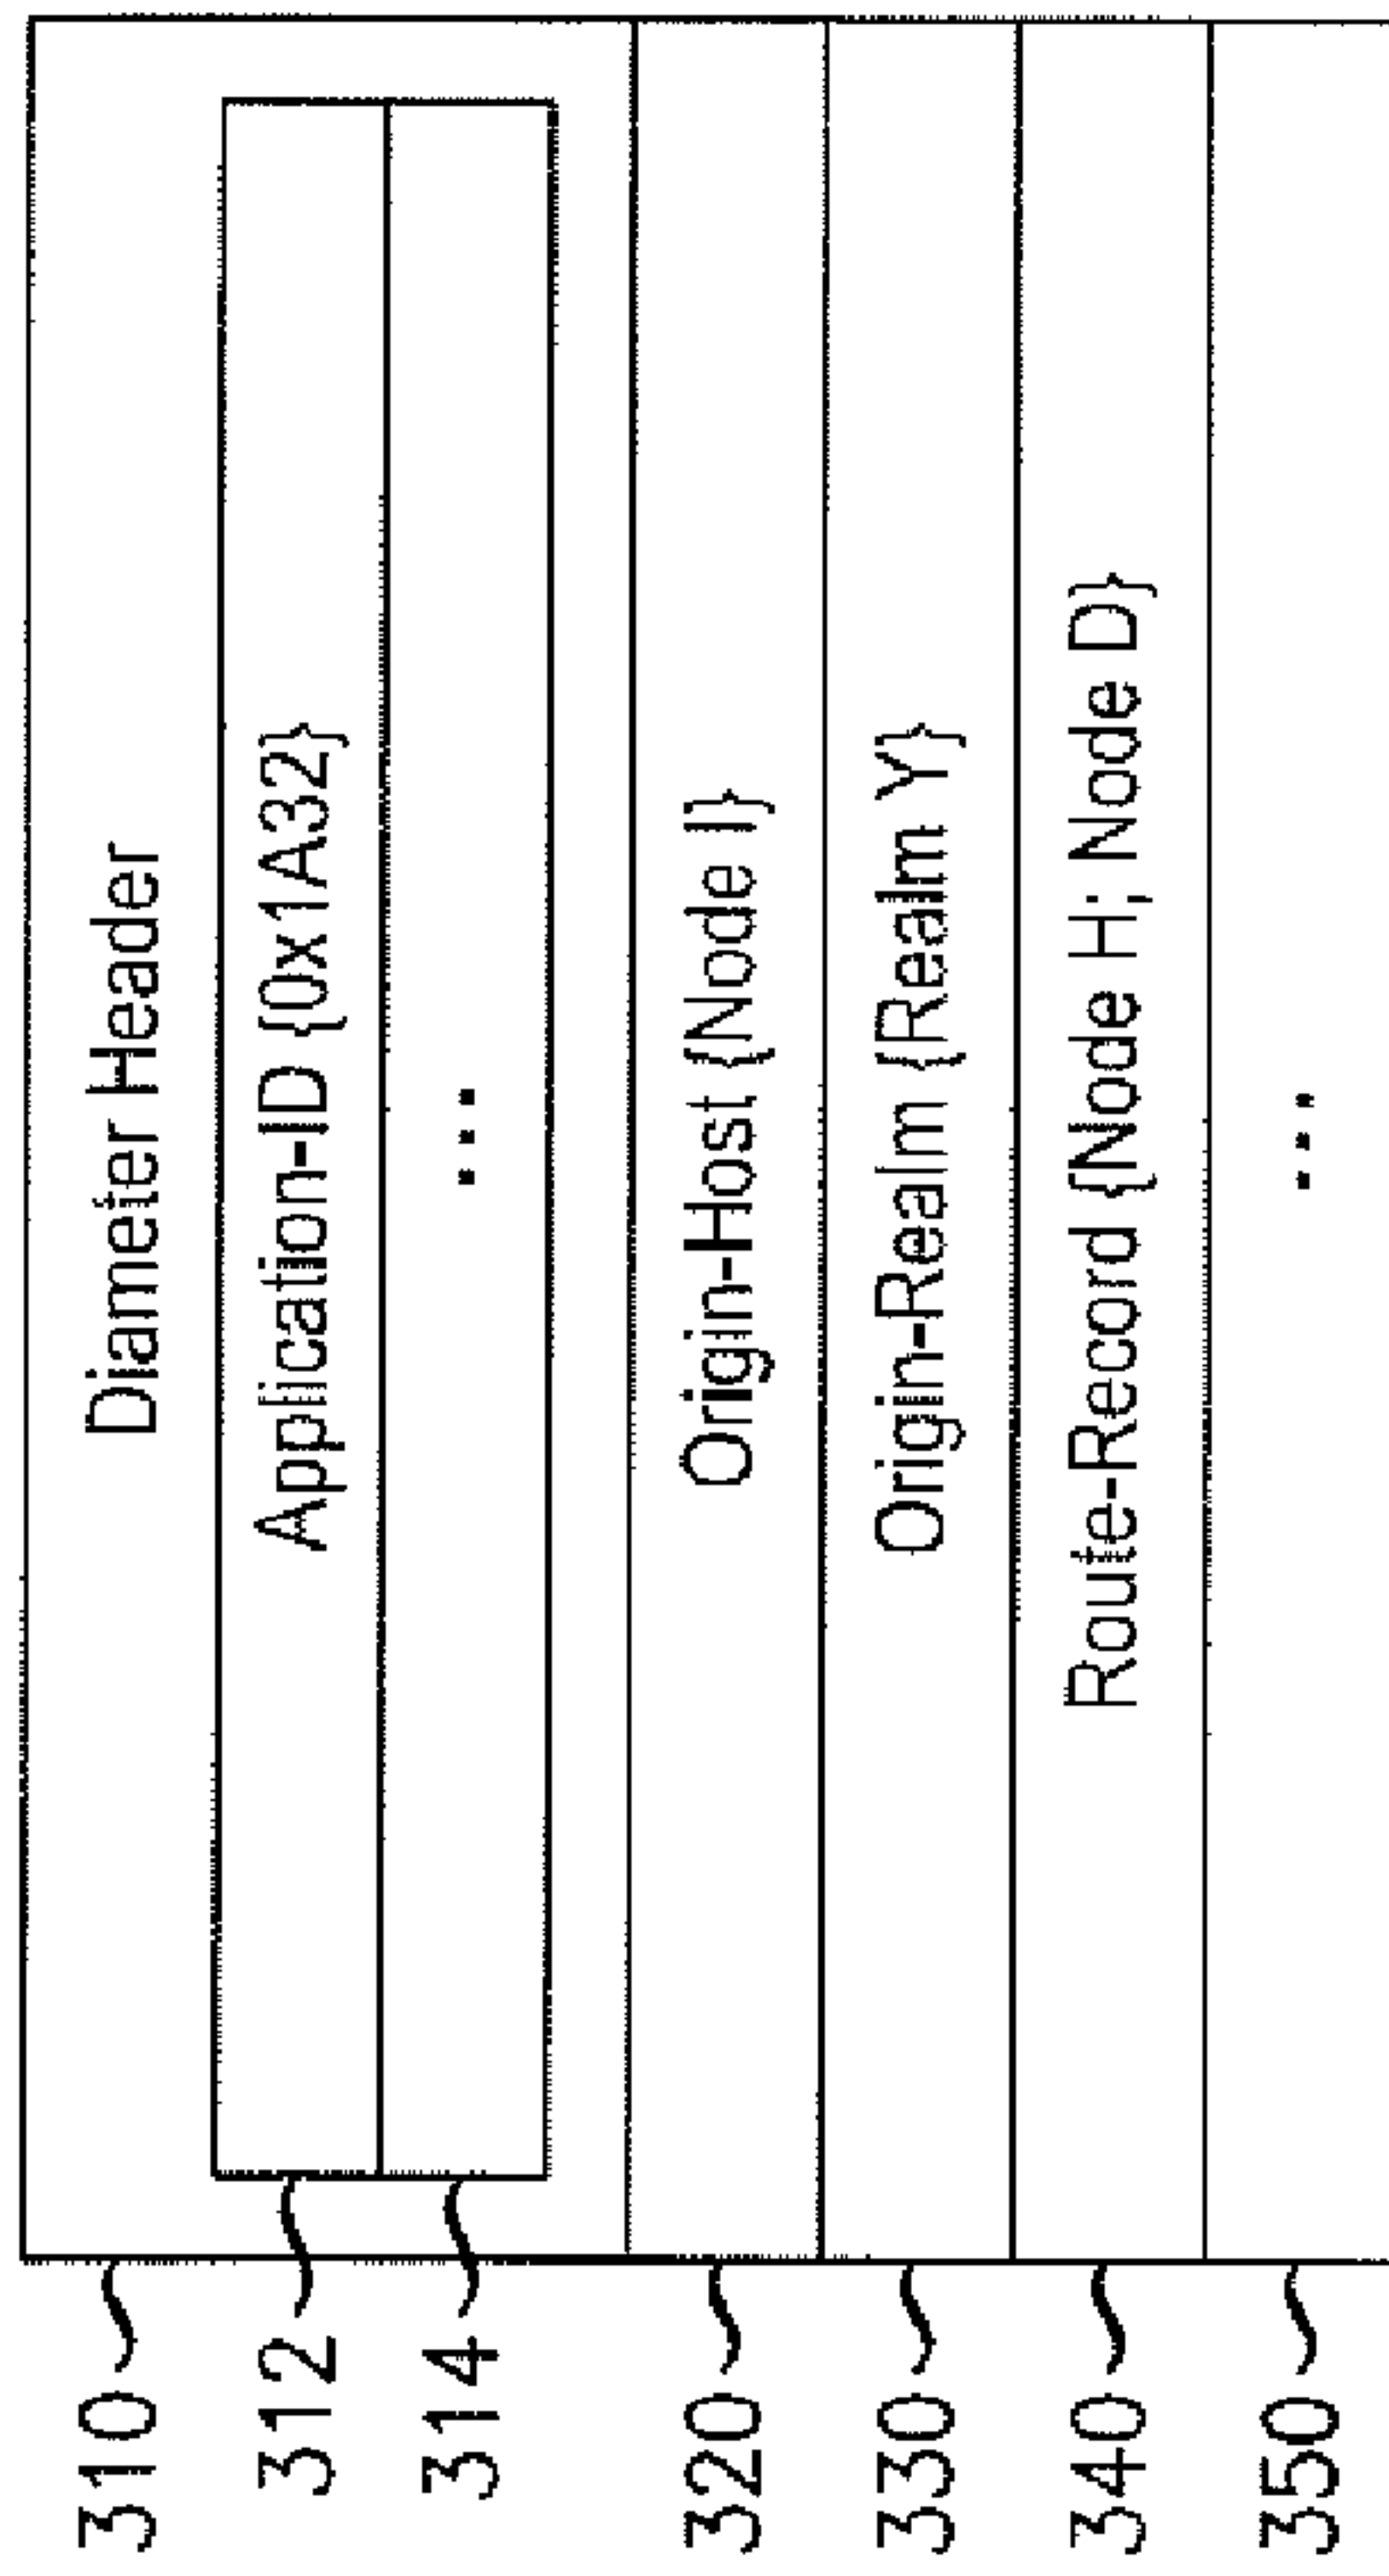 310 Diameter Header
312 Application-ID {0x1A32}
314 ...
320 Origin-Host {Node I}
330 Origin-Realm {Realm Y}
340 Route-Record {Node H; Node D}
350 ...